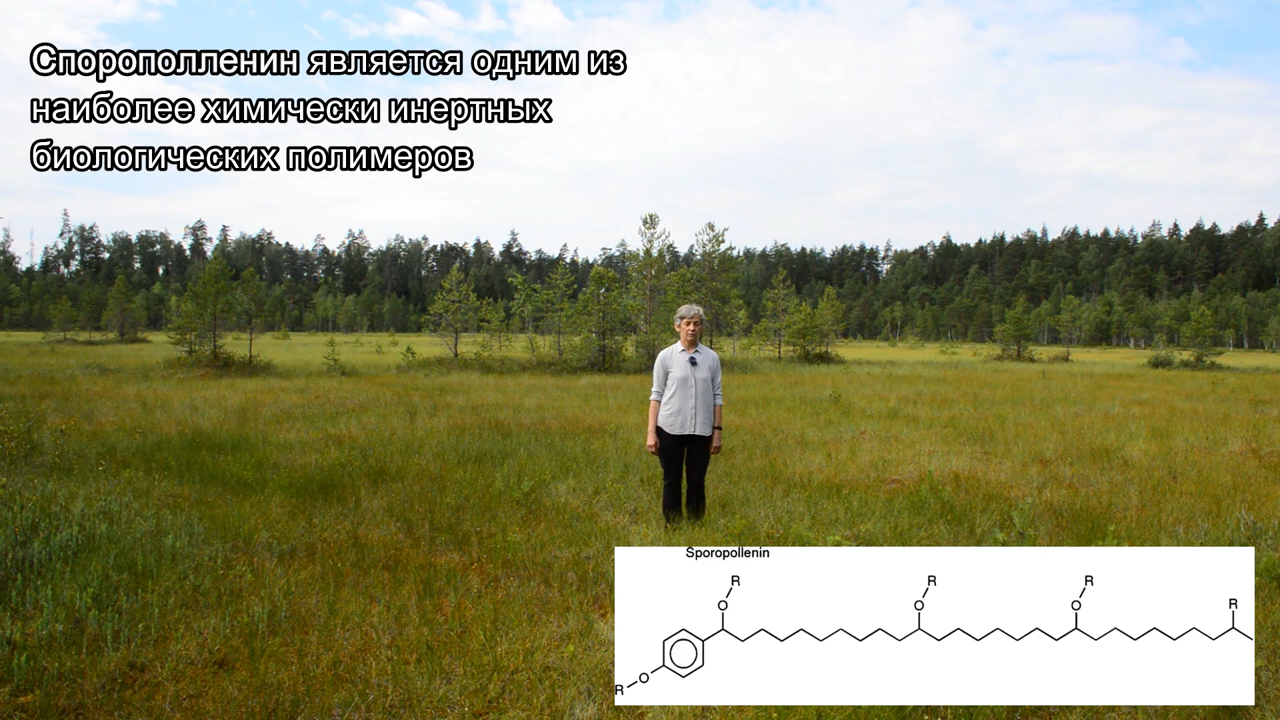 Спорополленин является одним из
наиболее химически инертных
биологических полимеров
Sporopollenin
R R R
O O O R
O
R